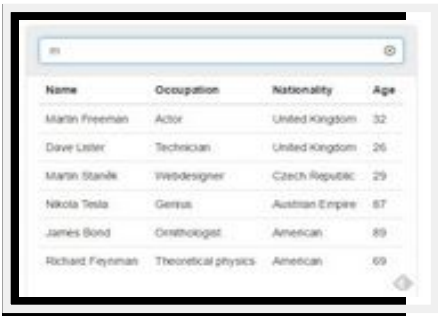 m
Name Occupation Nationality Age
Martin Freeman Actor United Kingdom 32
Dave Lister Technician United Kingdom 26
Martin Staněk Webdesigner Czech Republic 29
Nikola Tesla Genius Austrian Empire 87
James Bond Ornithologist American 89
Richard Feynman Theoretical physics American 69